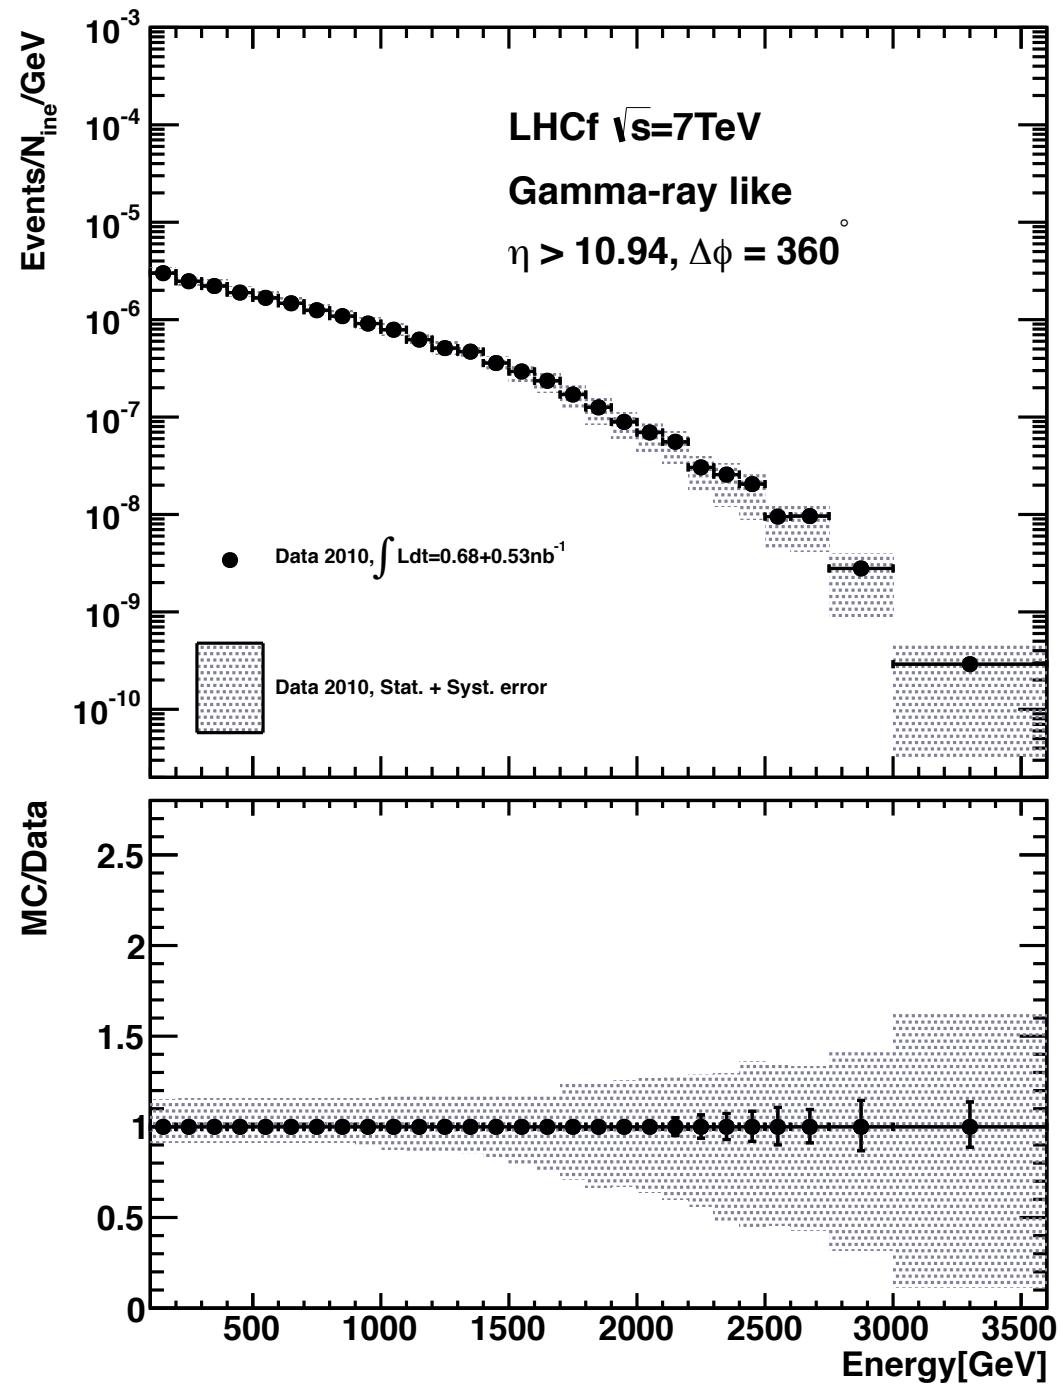 Events/N_ine/GeV
10^-3
10^-4
10^-5
10^-6
10^-7
10^-8
10^-9
10^-10
LHCf √s=7TeV
Gamma-ray like
η > 10.94, Δϕ = 360°
Data 2010,∫ Ldt=0.68+0.53nb^-1
Data 2010, Stat. + Syst. error
MC/Data
2.5
2
1.5
1
0.5
0
500 1000 1500 2000 2500 3000 3500
Energy[GeV]